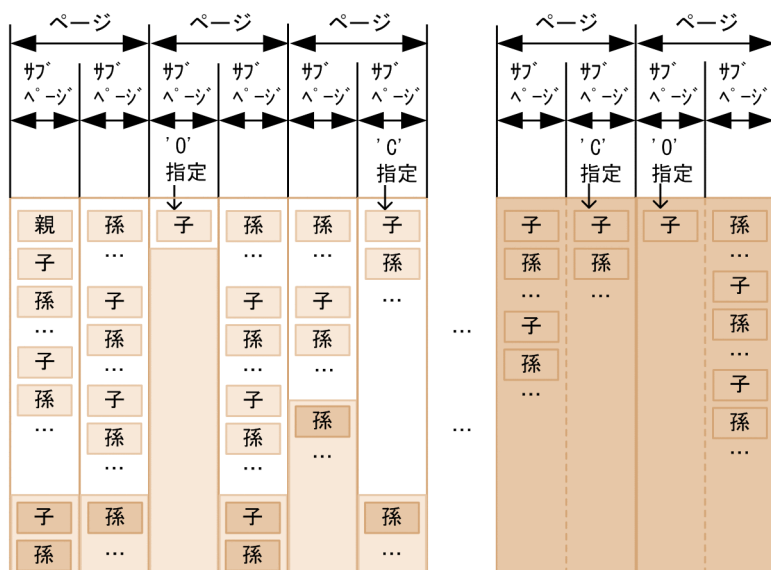 ページ ページ ページ ページ ページ
ｻﾌﾞ ｻﾌﾞ ｻﾌﾞ ｻﾌﾞ ｻﾌﾞ ｻﾌﾞ ｻﾌﾞ ｻﾌﾞ ｻﾌﾞ ｻﾌﾞ
ﾍﾟｰｼﾞ ﾍﾟｰｼﾞ ﾍﾟｰｼﾞ ﾍﾟｰｼﾞ ﾍﾟｰｼﾞ ﾍﾟｰｼﾞ ﾍﾟｰｼﾞ ﾍﾟｰｼﾞ ﾍﾟｰｼﾞ ﾍﾟｰｼﾞ
'O' 'C' 'C' 'O'
指定 指定 指定 指定
親 孫 子 孫 孫 子 子 子 子 孫
子 … … … 孫 孫 孫 …
孫 子 子 子 … … … 子
… 孫 孫 孫 … 子 孫
子 … … … 孫 …
孫 子 子 … 子
… 孫 孫 孫 … 孫
… … … …
子 孫 子 孫
孫 … 孫 …